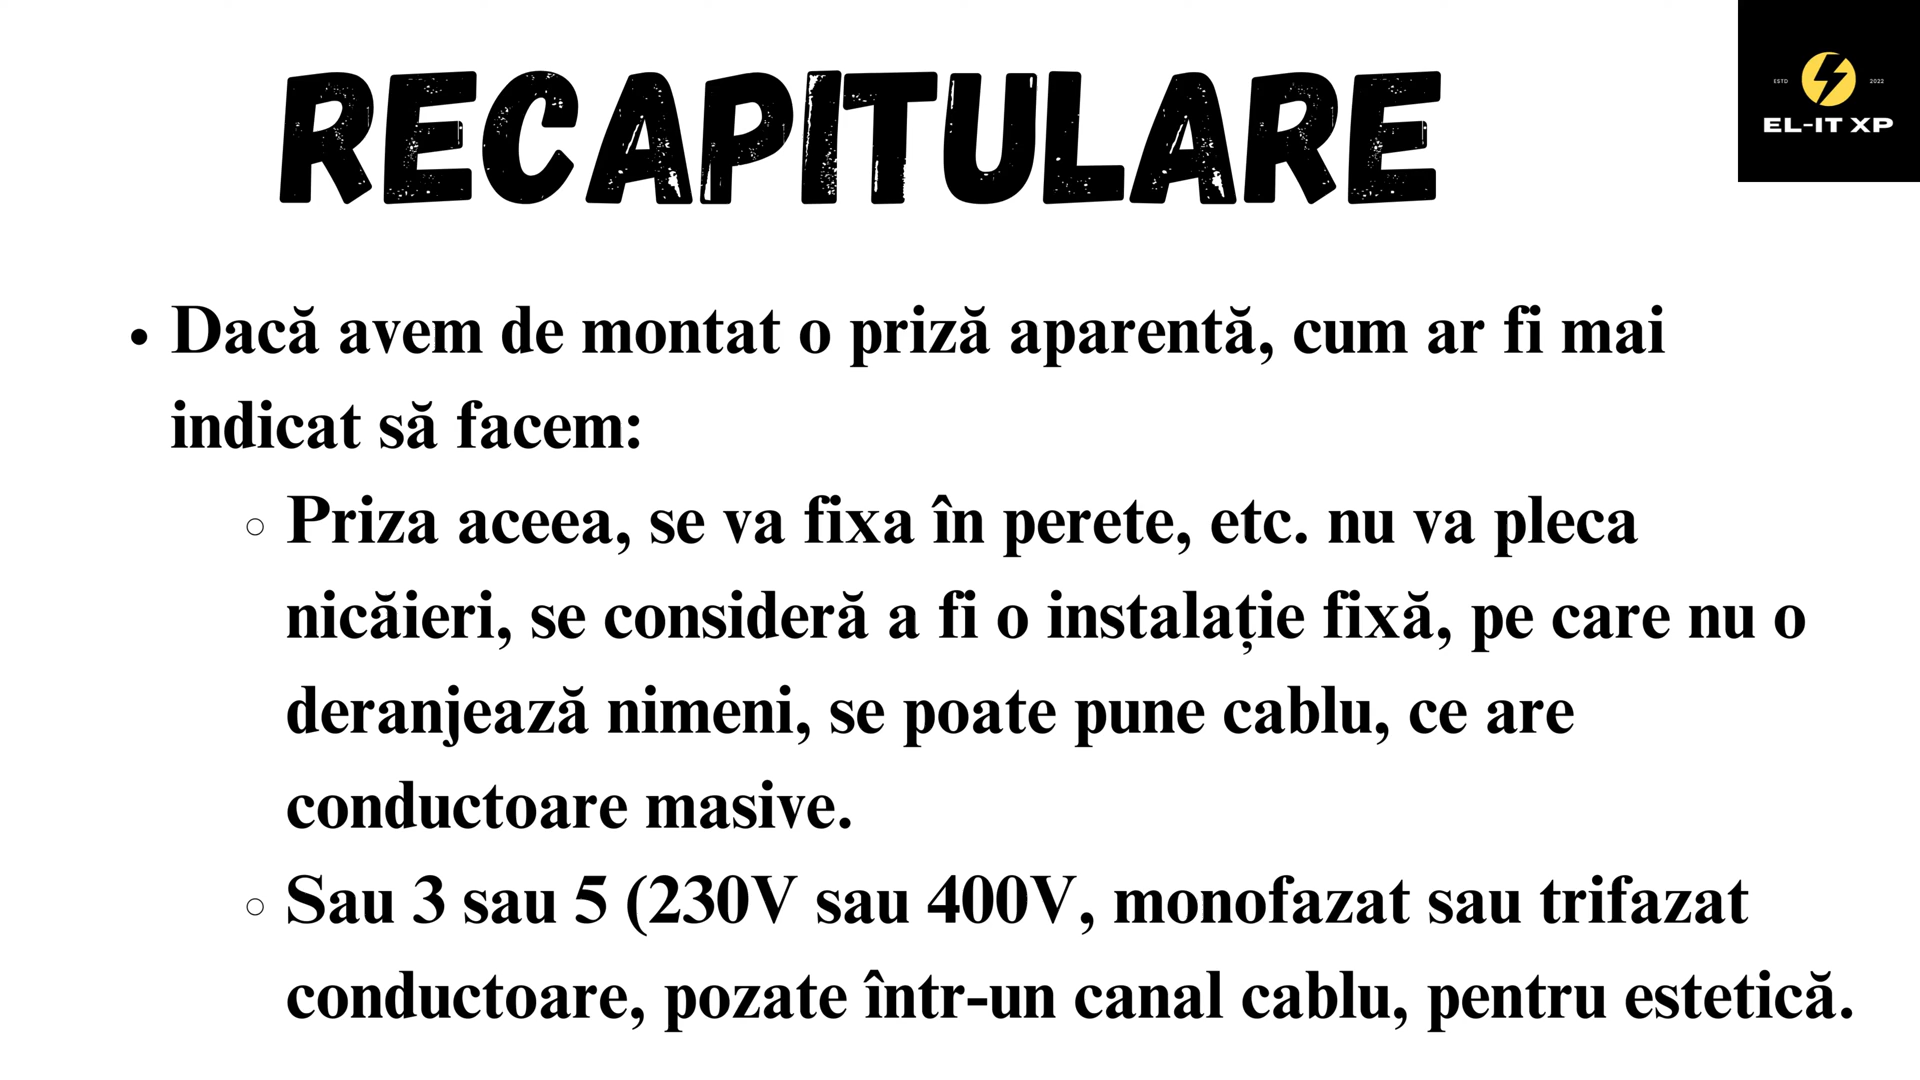 RECAPITULARE
ESTD 2022
EL-IT XP
• Dacă avem de montat o priză aparentă, cum ar fi mai
indicat să facem:
○ Priza aceea, se va fixa în perete, etc. nu va pleca
nicăieri, se consideră a fi o instalație fixă, pe care nu o
deranjează nimeni, se poate pune cablu, ce are
conductoare masive.
○ Sau 3 sau 5 (230V sau 400V, monofazat sau trifazat
conductoare, pozate într-un canal cablu, pentru estetică.